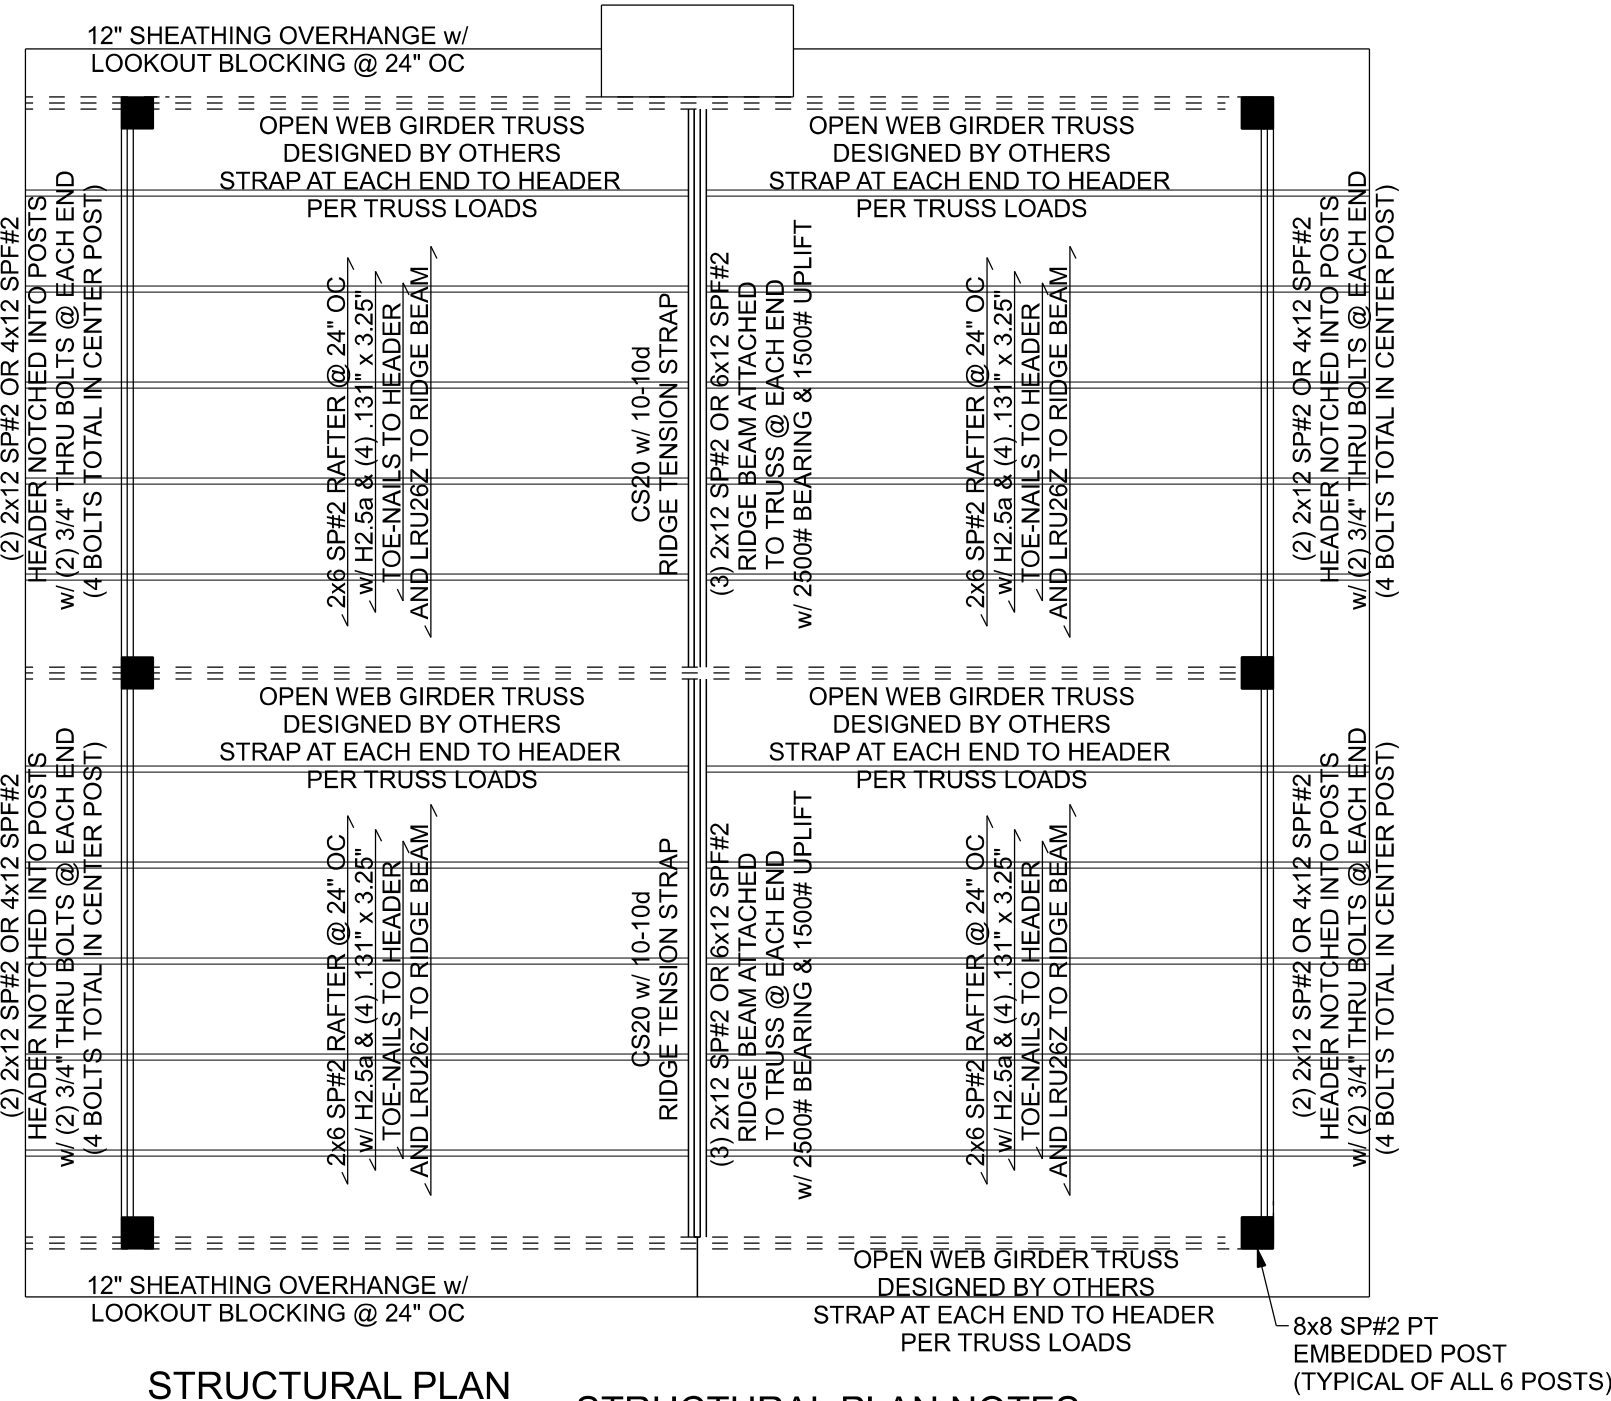 12" SHEATHING OVERHANGE w/
LOOKOUT BLOCKING @ 24" OC
OPEN WEB GIRDER TRUSS
DESIGNED BY OTHERS
STRAP AT EACH END TO HEADER
PER TRUSS LOADS
OPEN WEB GIRDER TRUSS
DESIGNED BY OTHERS
STRAP AT EACH END TO HEADER
PER TRUSS LOADS
(2) 2x12 SP#2 OR 4x12 SPF#2
HEADER NOTCHED INTO POSTS
w/ (2) 3/4" THRU BOLTS @ EACH END
(4 BOLTS TOTAL IN CENTER POST)
2x6 SP#2 RAFTER @ 24" OC
w/ H2.5a & (4) .131" x 3.25"
TOE-NAILS TO HEADER
AND LRU26Z TO RIDGE BEAM
CS20 w/ 10-10d
RIDGE TENSION STRAP
(3) 2x12 SP#2 OR 6x12 SPF#2
RIDGE BEAM ATTACHED
TO TRUSS @ EACH END
w/ 2500# BEARING & 1500# UPLIFT
2x6 SP#2 RAFTER @ 24" OC
w/ H2.5a & (4) .131" x 3.25"
TOE-NAILS TO HEADER
AND LRU26Z TO RIDGE BEAM
(2) 2x12 SP#2 OR 4x12 SPF#2
HEADER NOTCHED INTO POSTS
w/ (2) 3/4" THRU BOLTS @ EACH END
(4 BOLTS TOTAL IN CENTER POST)
OPEN WEB GIRDER TRUSS
DESIGNED BY OTHERS
STRAP AT EACH END TO HEADER
PER TRUSS LOADS
OPEN WEB GIRDER TRUSS
DESIGNED BY OTHERS
STRAP AT EACH END TO HEADER
PER TRUSS LOADS
(2) 2x12 SP#2 OR 4x12 SPF#2
HEADER NOTCHED INTO POSTS
w/ (2) 3/4" THRU BOLTS @ EACH END
(4 BOLTS TOTAL IN CENTER POST)
2x6 SP#2 RAFTER @ 24" OC
w/ H2.5a & (4) .131" x 3.25"
TOE-NAILS TO HEADER
AND LRU26Z TO RIDGE BEAM
CS20 w/ 10-10d
RIDGE TENSION STRAP
(3) 2x12 SP#2 OR 6x12 SPF#2
RIDGE BEAM ATTACHED
TO TRUSS @ EACH END
w/ 2500# BEARING & 1500# UPLIFT
2x6 SP#2 RAFTER @ 24" OC
w/ H2.5a & (4) .131" x 3.25"
TOE-NAILS TO HEADER
AND LRU26Z TO RIDGE BEAM
(2) 2x12 SP#2 OR 4x12 SPF#2
HEADER NOTCHED INTO POSTS
w/ (2) 3/4" THRU BOLTS @ EACH END
(4 BOLTS TOTAL IN CENTER POST)
12" SHEATHING OVERHANGE w/
LOOKOUT BLOCKING @ 24" OC
OPEN WEB GIRDER TRUSS
DESIGNED BY OTHERS
STRAP AT EACH END TO HEADER
PER TRUSS LOADS
8x8 SP#2 PT
EMBEDDED POST
(TYPICAL OF ALL 6 POSTS)
STRUCTURAL PLAN
STRUCTURAL PLAN NOTES